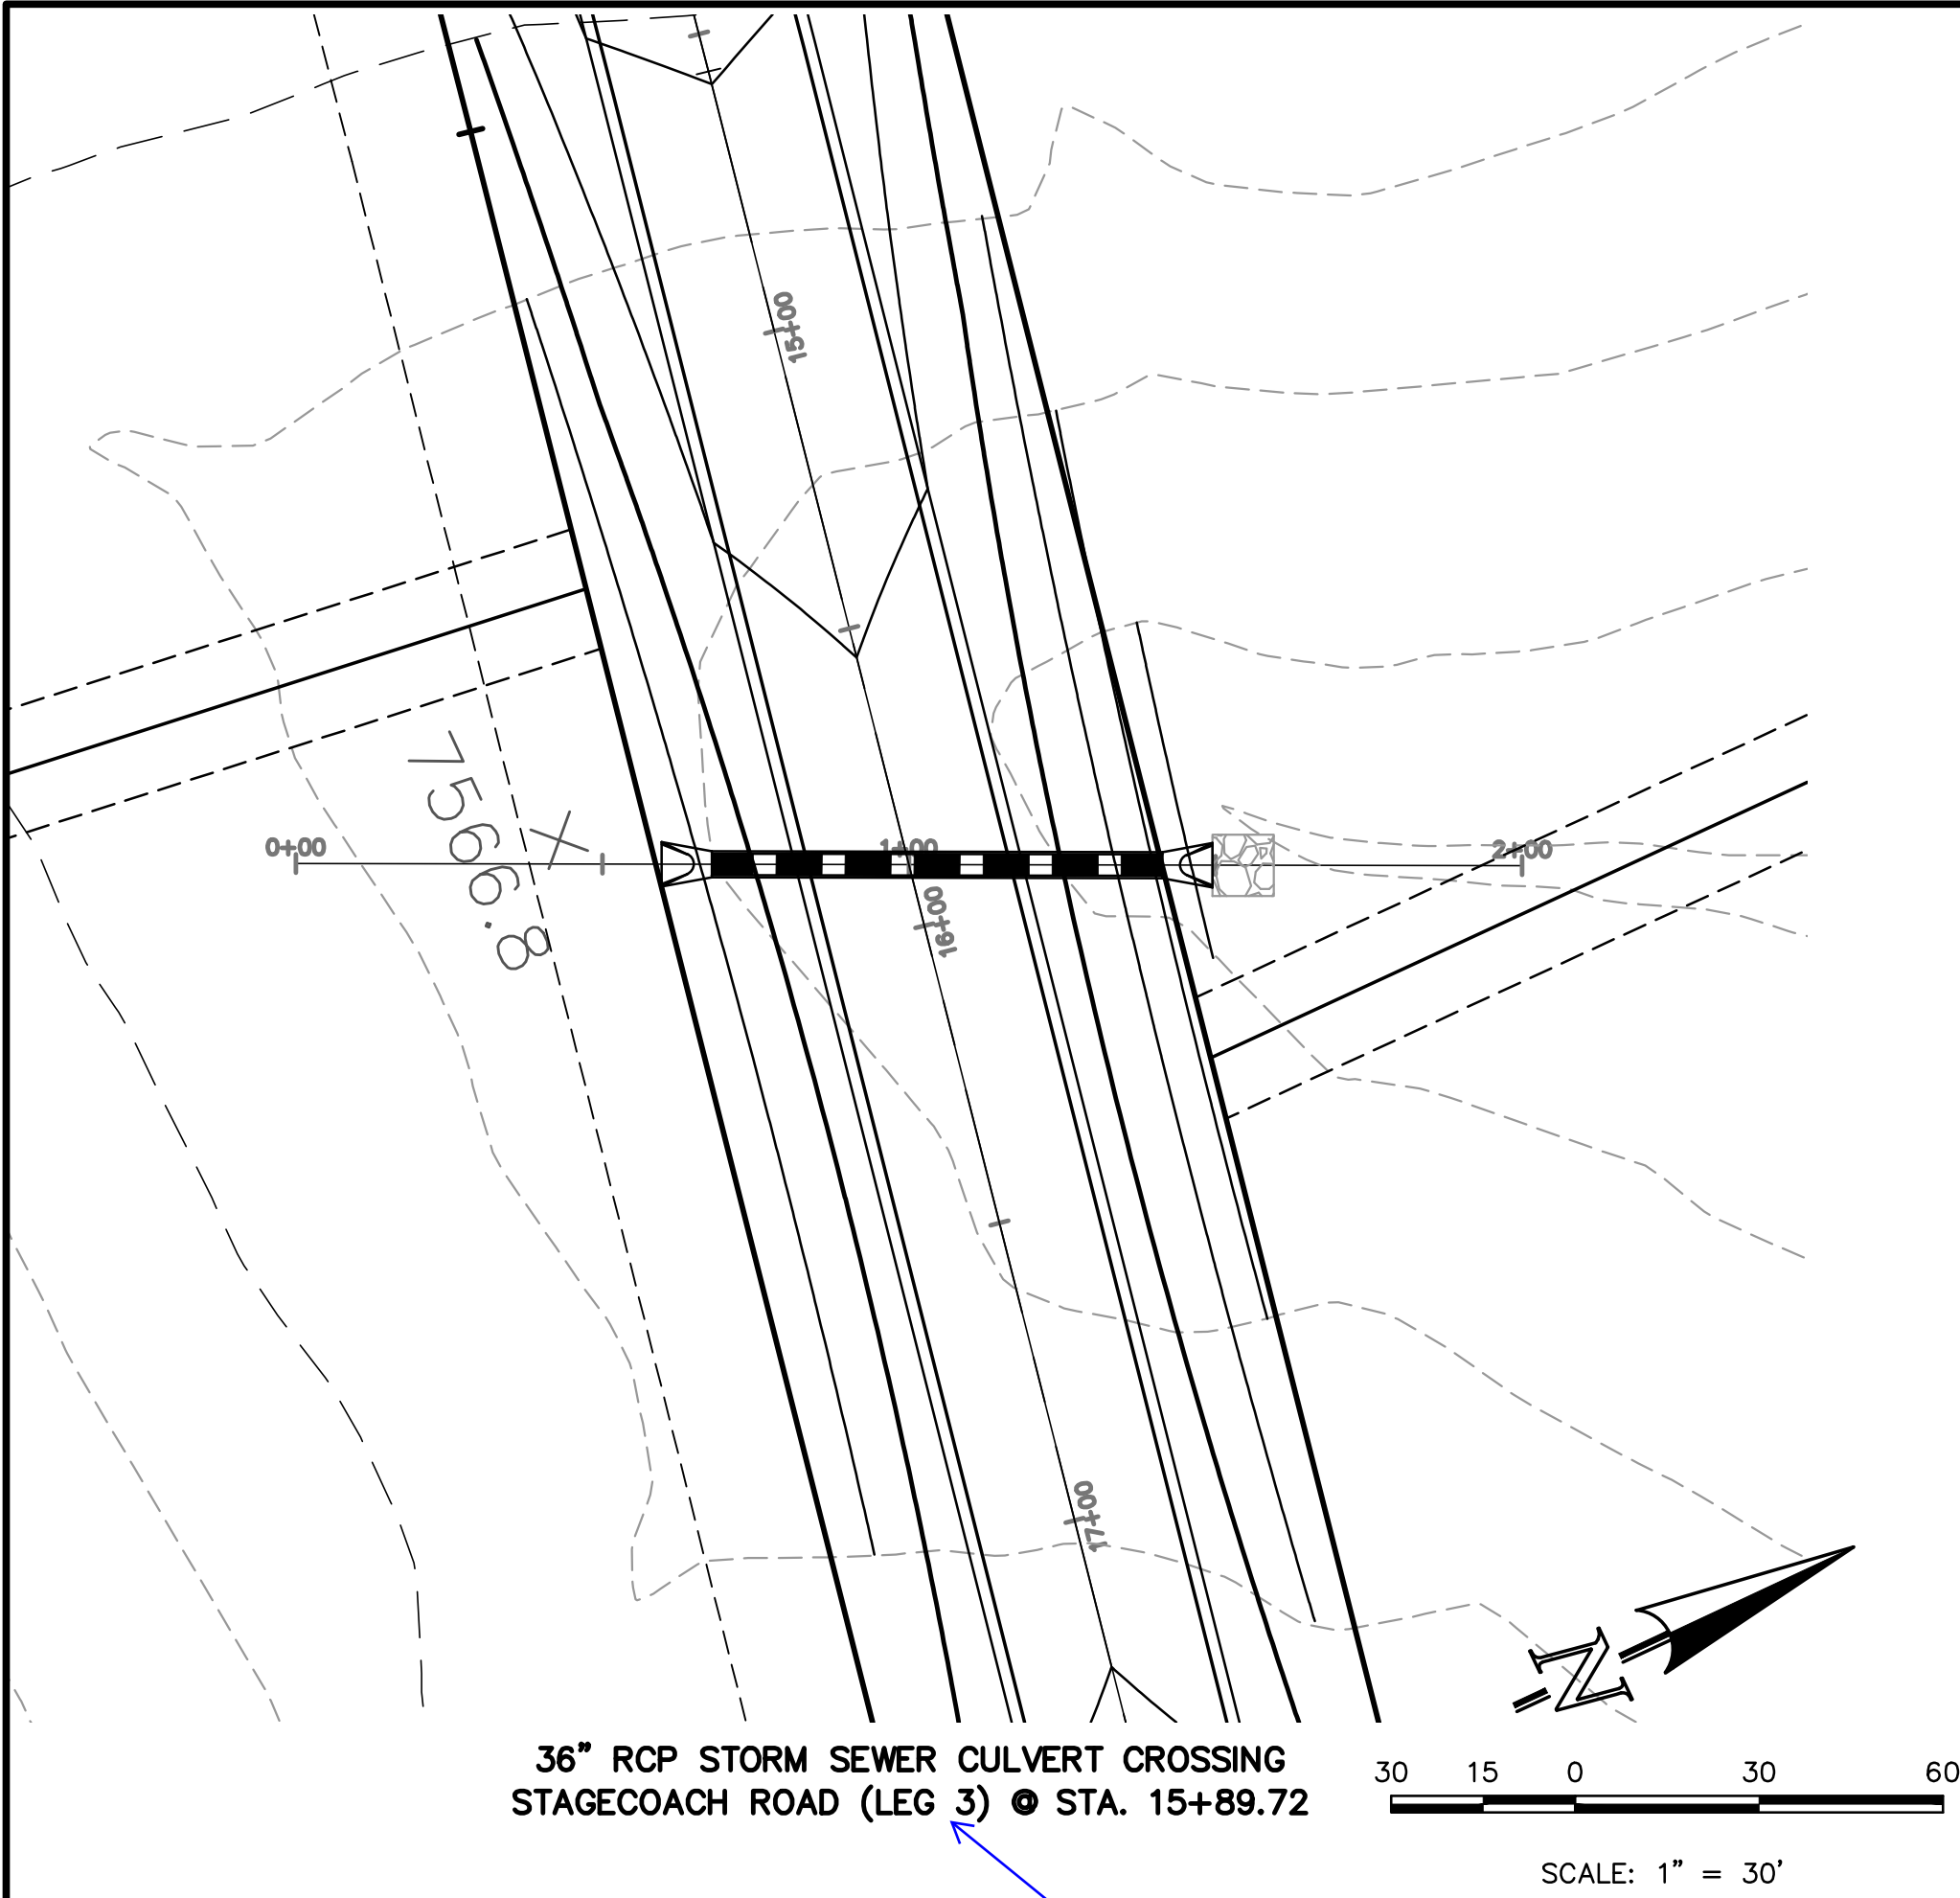 15+00
7566.8
0+00
1+00
2+00
16+00
17+00
N
36" RCP STORM SEWER CULVERT CROSSING
STAGECOACH ROAD (LEG 3) @ STA. 15+89.72
30 15 0 30 60
SCALE: 1" = 30'